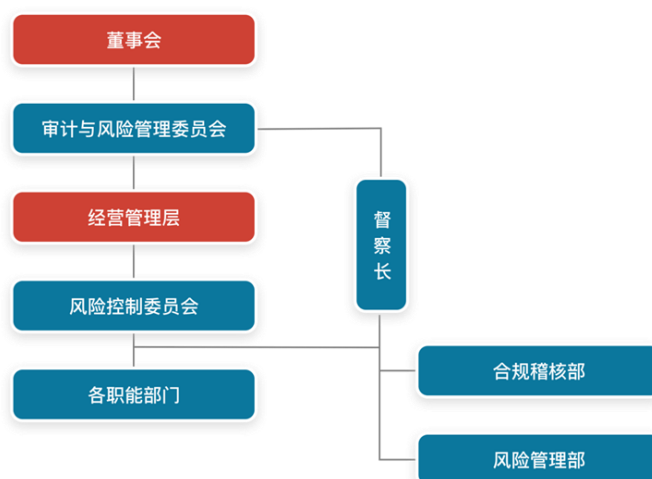 董事会
审计与风险管理委员会
经营管理层
督察长
风险控制委员会
合规稽核部
各职能部门
风险管理部